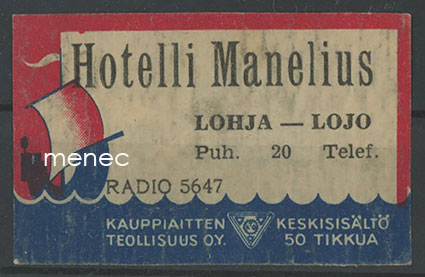 Hotelli Manelius
LOHJA — LOJO
Puh. 20 Telef.
menec
RADIO 5647
KAUPPIAITTEN KESKISISÄLTÖ
TEOLLISUUS OY. 50 TIKKUA